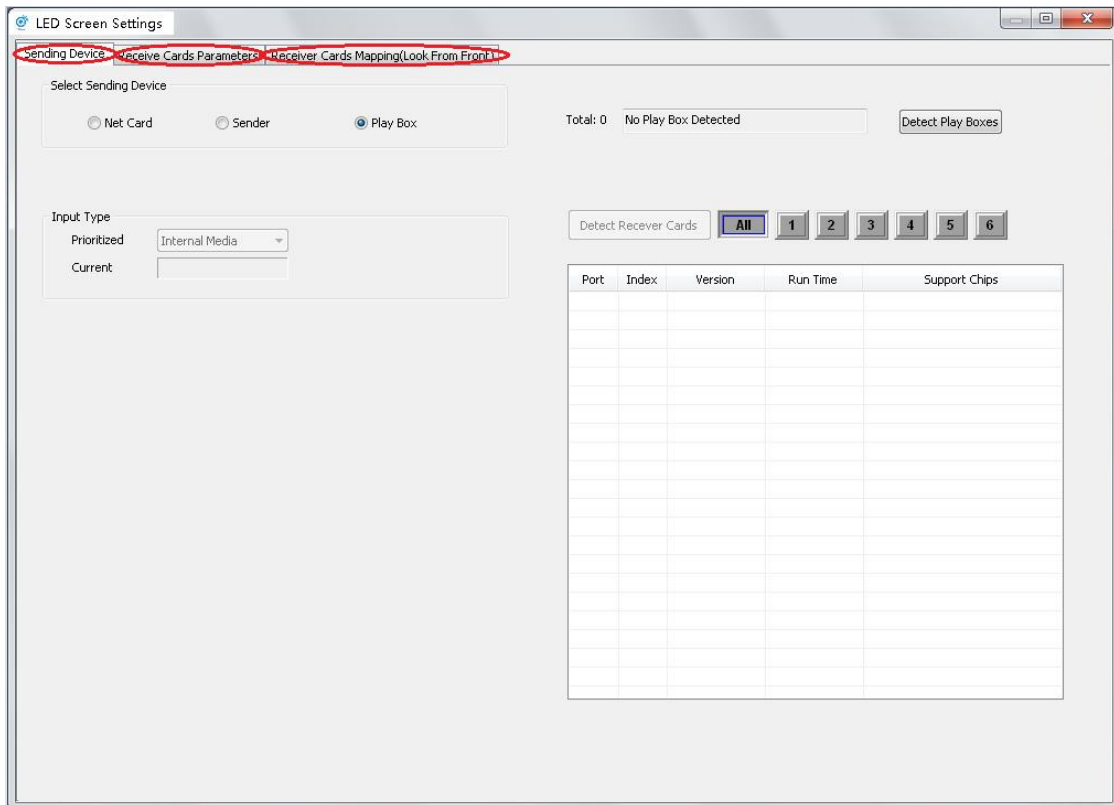 LED Screen Settings
Sending Device Receive Cards Parameters Receiver Cards Mapping(Look From Front)
Select Sending Device
Net Card Sender Play Box
Total: 0 No Play Box Detected Detect Play Boxes
Input Type
Prioritized Internal Media
Current
Detect Recever Cards All 1 2 3 4 5 6
Port Index Version Run Time Support Chips